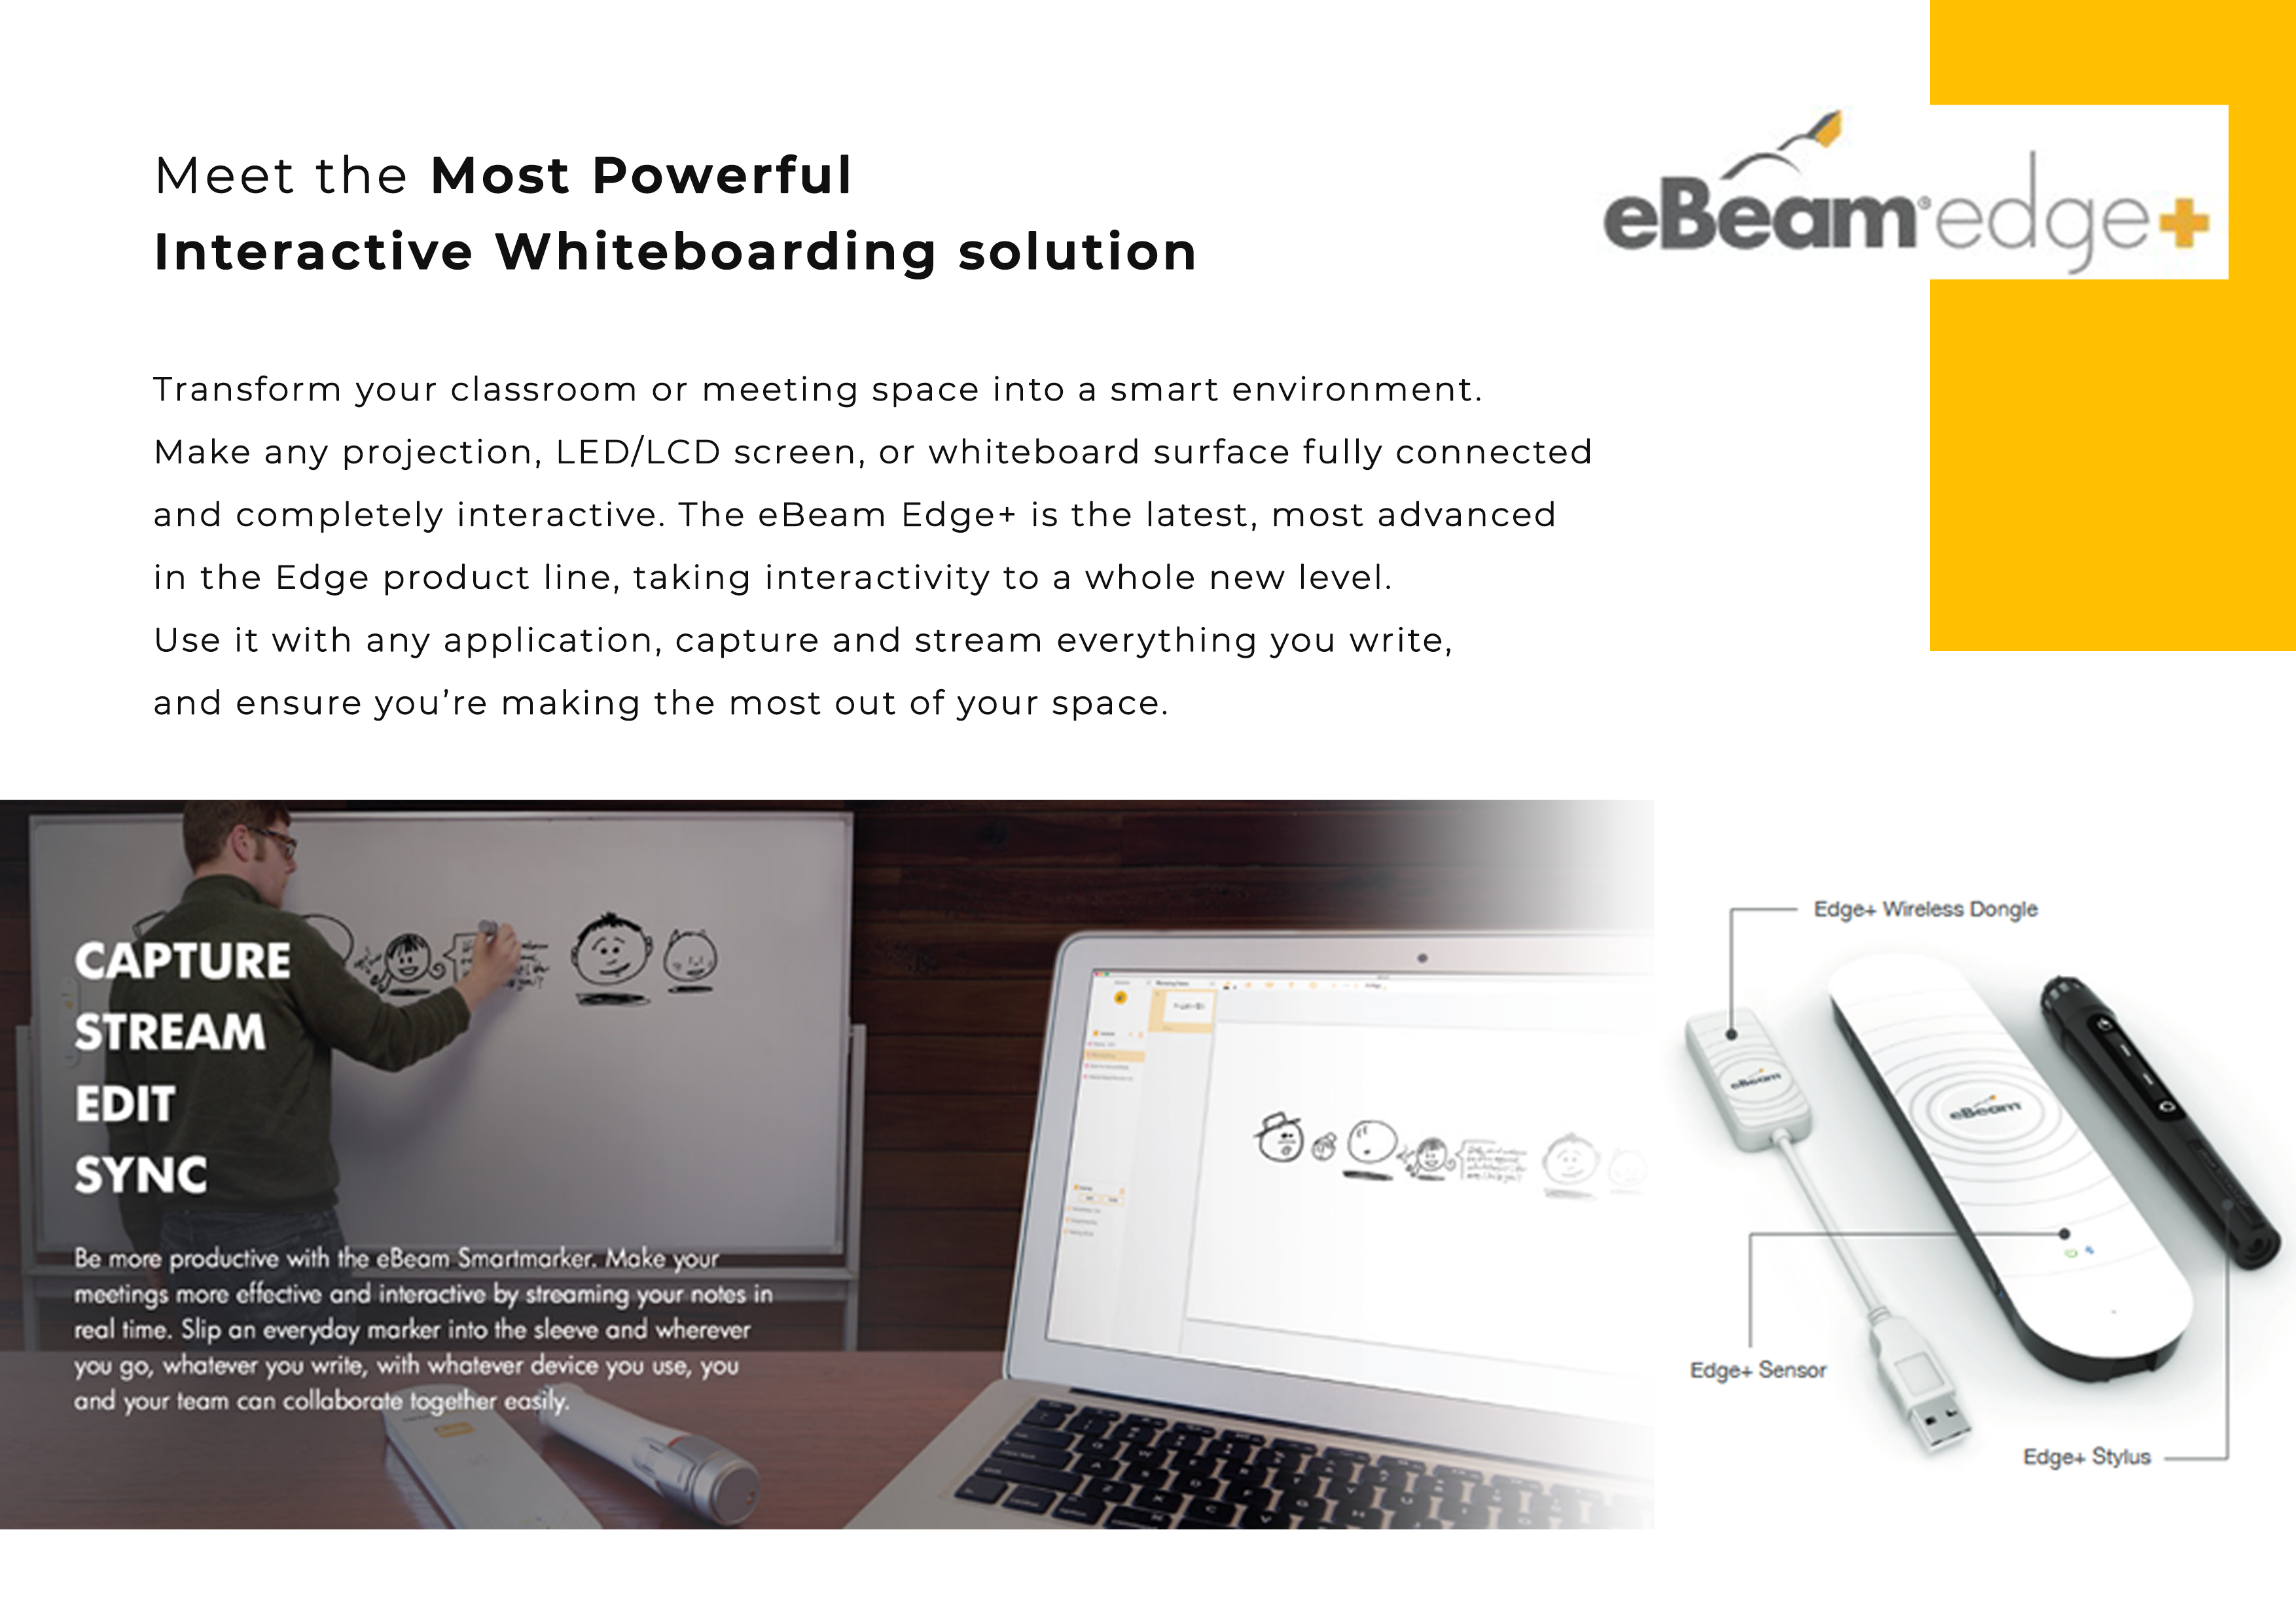 Meet the Most Powerful
Interactive Whiteboarding solution
eBeam® edge+
Transform your classroom or meeting space into a smart environment.
Make any projection, LED/LCD screen, or whiteboard surface fully connected
and completely interactive. The eBeam Edge+ is the latest, most advanced
in the Edge product line, taking interactivity to a whole new level.
Use it with any application, capture and stream everything you write,
and ensure you’re making the most out of your space.
CAPTURE
STREAM
EDIT
SYNC
Be more productive with the eBeam Smartmarker. Make your
meetings more effective and interactive by streaming your notes in
real time. Slip an everyday marker into the sleeve and wherever
you go, whatever you write, with whatever device you use, you
and your team can collaborate together easily.
Edge+ Wireless Dongle
eBeam
eBeam
Edge+ Sensor
Edge+ Stylus